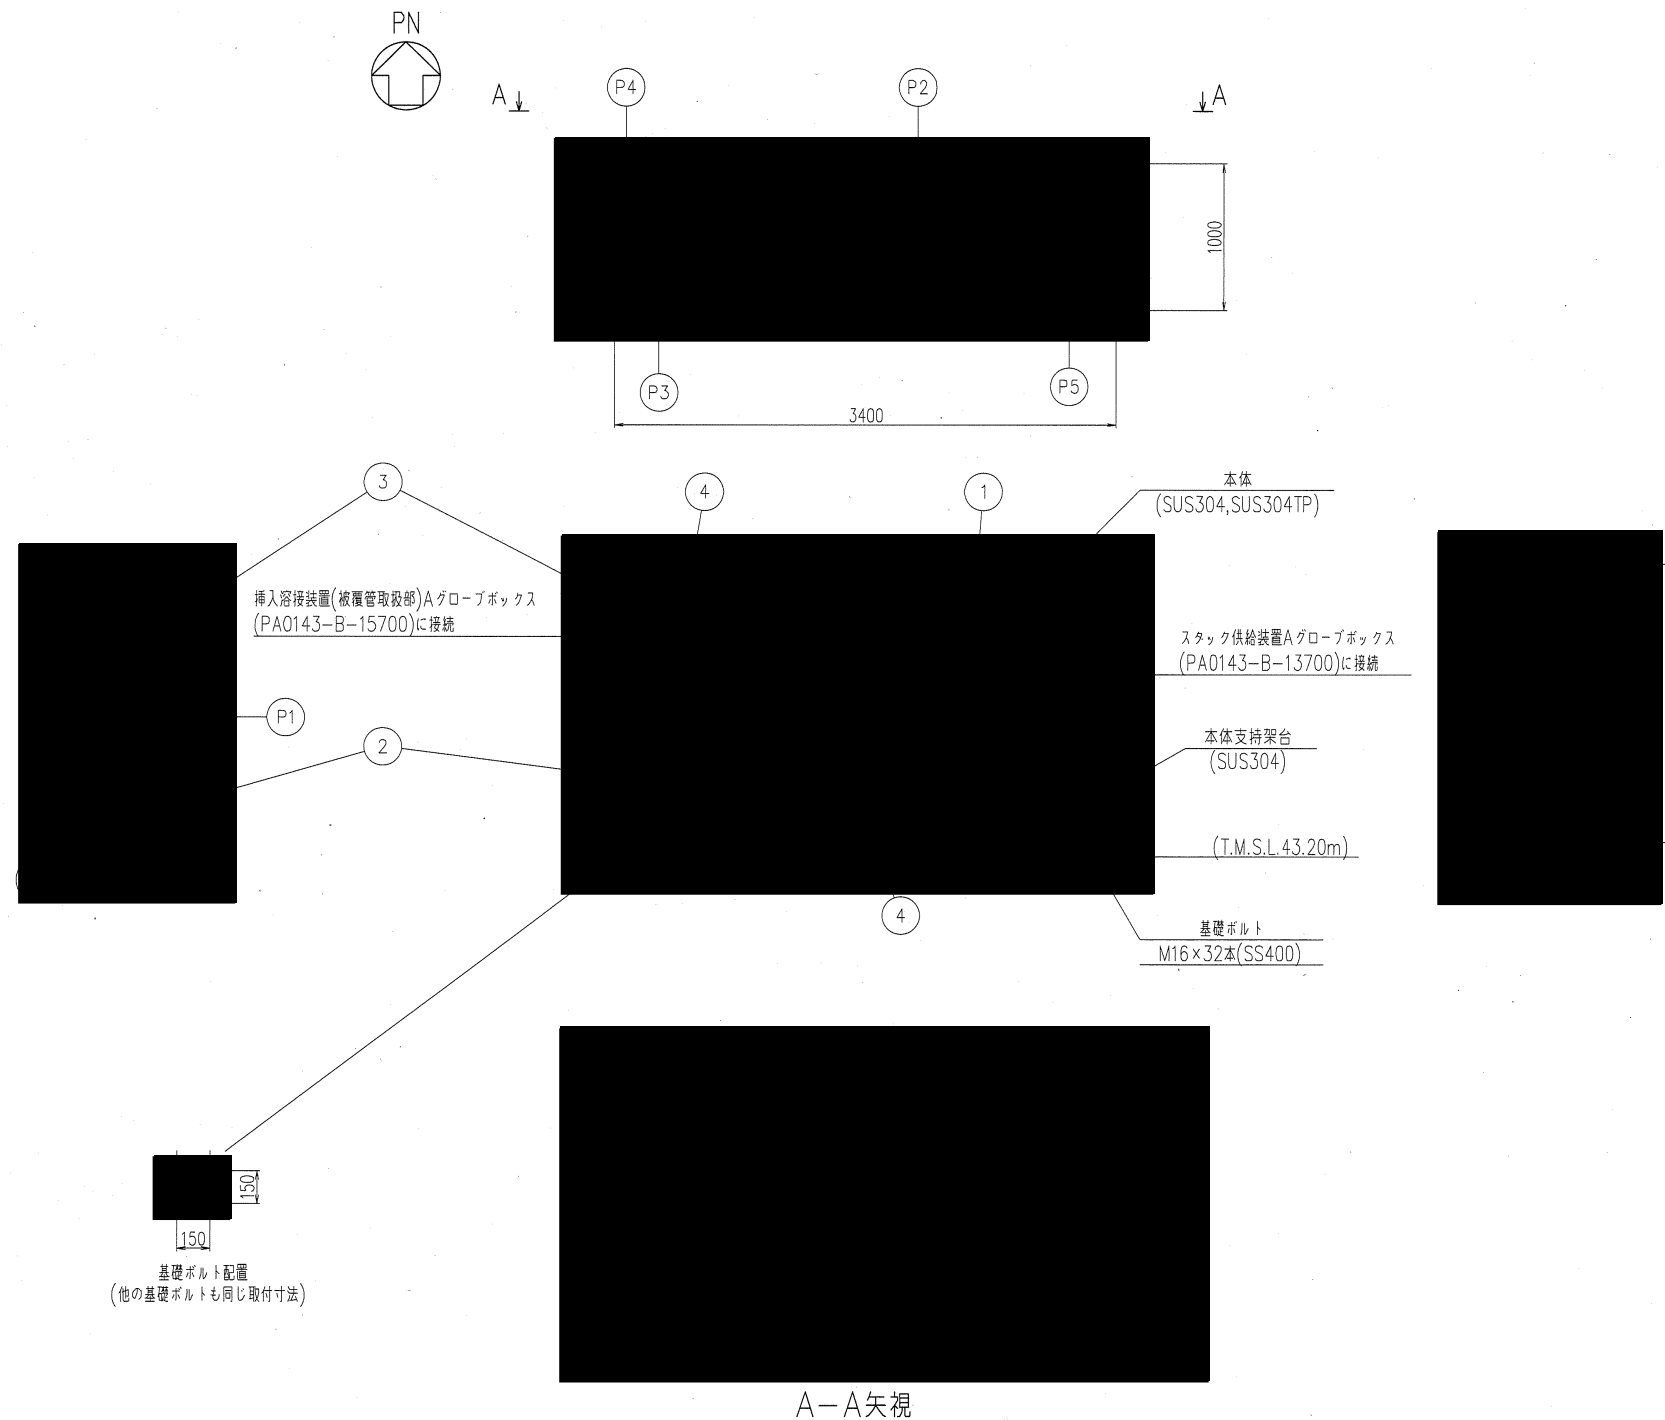 PN
A
P4
P2
A
1000
P3
P5
3400
3
4
1
本体
(SUS304,SUS304TP)
挿入溶接装置(被覆管取扱部)Aグローブボックス
(PA0143-B-15700)に接続
スタック供給装置Aグローブボックス
(PA0143-B-13700)に接続
P1
2
本体支持架台
(SUS304)
(T.M.S.L.43.20m)
(
4
基礎ボルト
M16×32本(SS400)
150
150
基礎ボルト配置
(他の基礎ボルトも同じ取付寸法)
A-A矢視